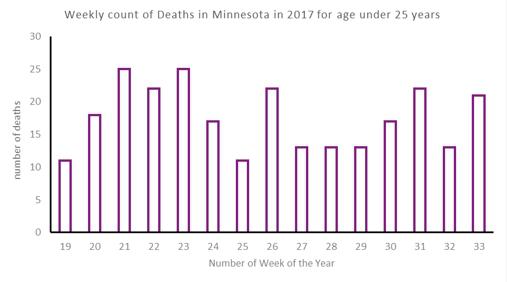 Weekly count of Deaths in Minnesota in 2017 for age under 25 years
number of deaths
30
25
20
15
10
5
0
19 20 21 22 23 24 25 26 27 28 29 30 31 32 33
Number of Week of the Year